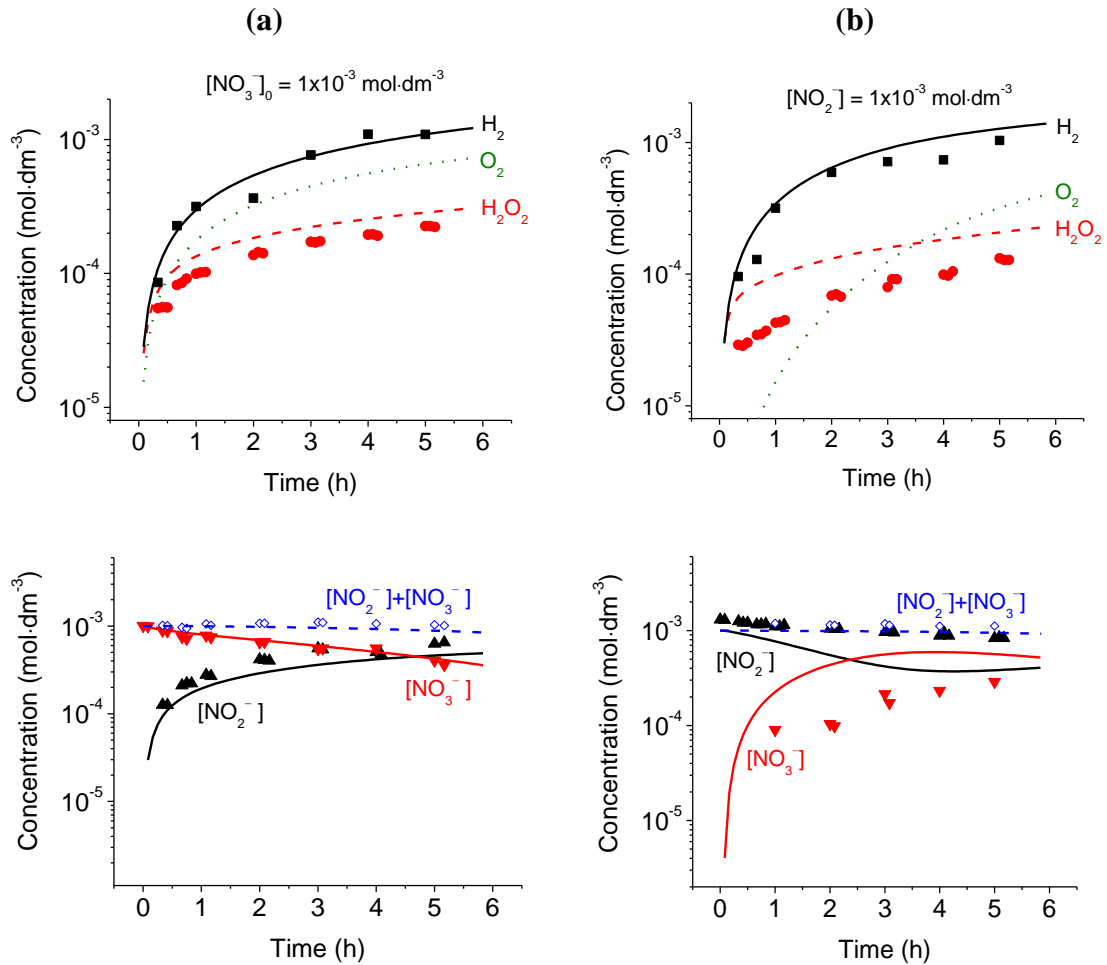 (a)
[NO₃⁻]₀ = 1x10⁻³ mol·dm⁻³
Concentration (mol·dm⁻³)
10⁻³
10⁻⁴
10⁻⁵
H₂
O₂
H₂O₂
0 1 2 3 4 5 6
Time (h)
(b)
[NO₂⁻] = 1x10⁻³ mol·dm⁻³
Concentration (mol·dm⁻³)
10⁻³
10⁻⁴
10⁻⁵
H₂
O₂
H₂O₂
0 1 2 3 4 5 6
Time (h)
Concentration (mol·dm⁻³)
10⁻³
10⁻⁴
10⁻⁵
[NO₂⁻]+[NO₃⁻]
[NO₃⁻]
[NO₂⁻]
0 1 2 3 4 5 6
Time (h)
Concentration (mol·dm⁻³)
10⁻³
10⁻⁴
10⁻⁵
[NO₂⁻]+[NO₃⁻]
[NO₂⁻]
[NO₃⁻]
0 1 2 3 4 5 6
Time (h)